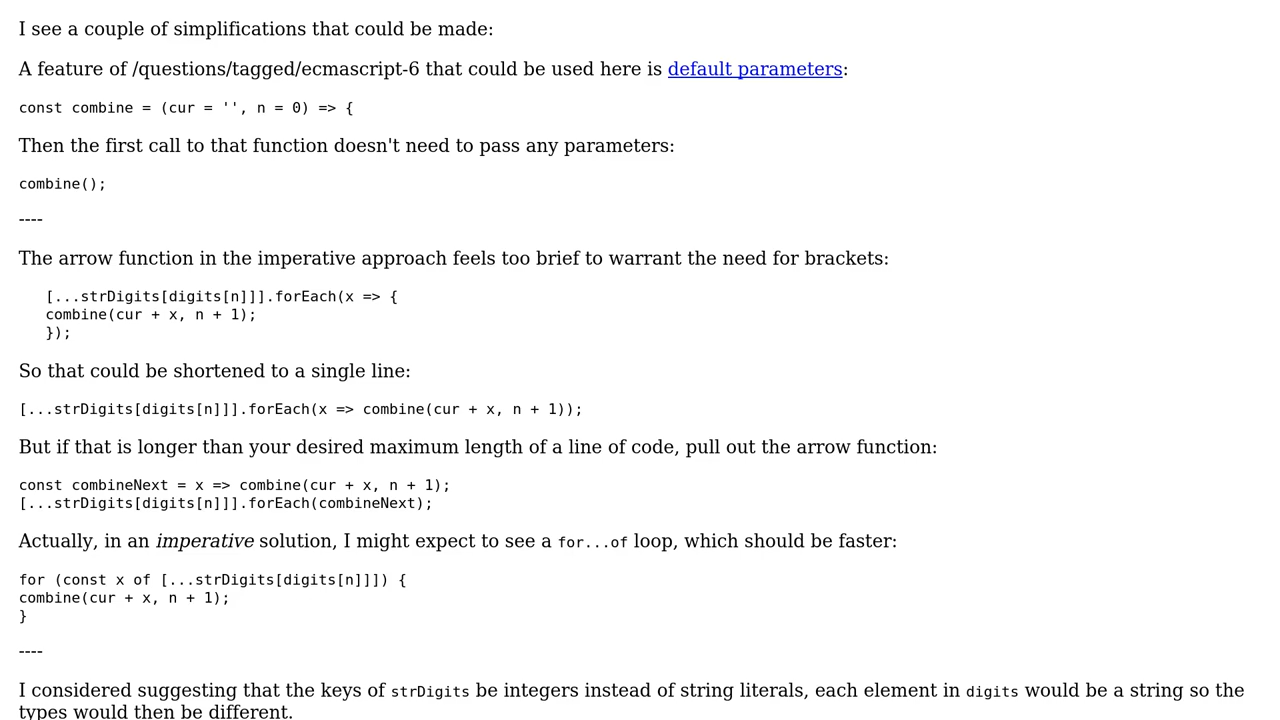 I see a couple of simplifications that could be made:
A feature of /questions/tagged/ecmascript-6 that could be used here is default parameters:
const combine = (cur = '', n = 0) => {
Then the first call to that function doesn't need to pass any parameters:
combine();
----
The arrow function in the imperative approach feels too brief to warrant the need for brackets:
[...strDigits[digits[n]]].forEach(x => {
combine(cur + x, n + 1);
});
So that could be shortened to a single line:
[...strDigits[digits[n]]].forEach(x => combine(cur + x, n + 1));
But if that is longer than your desired maximum length of a line of code, pull out the arrow function:
const combineNext = x => combine(cur + x, n + 1);
[...strDigits[digits[n]]].forEach(combineNext);
Actually, in an imperative solution, I might expect to see a for...of loop, which should be faster:
for (const x of [...strDigits[digits[n]]]) {
combine(cur + x, n + 1);
}
----
I considered suggesting that the keys of strDigits be integers instead of string literals, each element in digits would be a string so the
types would then be different.